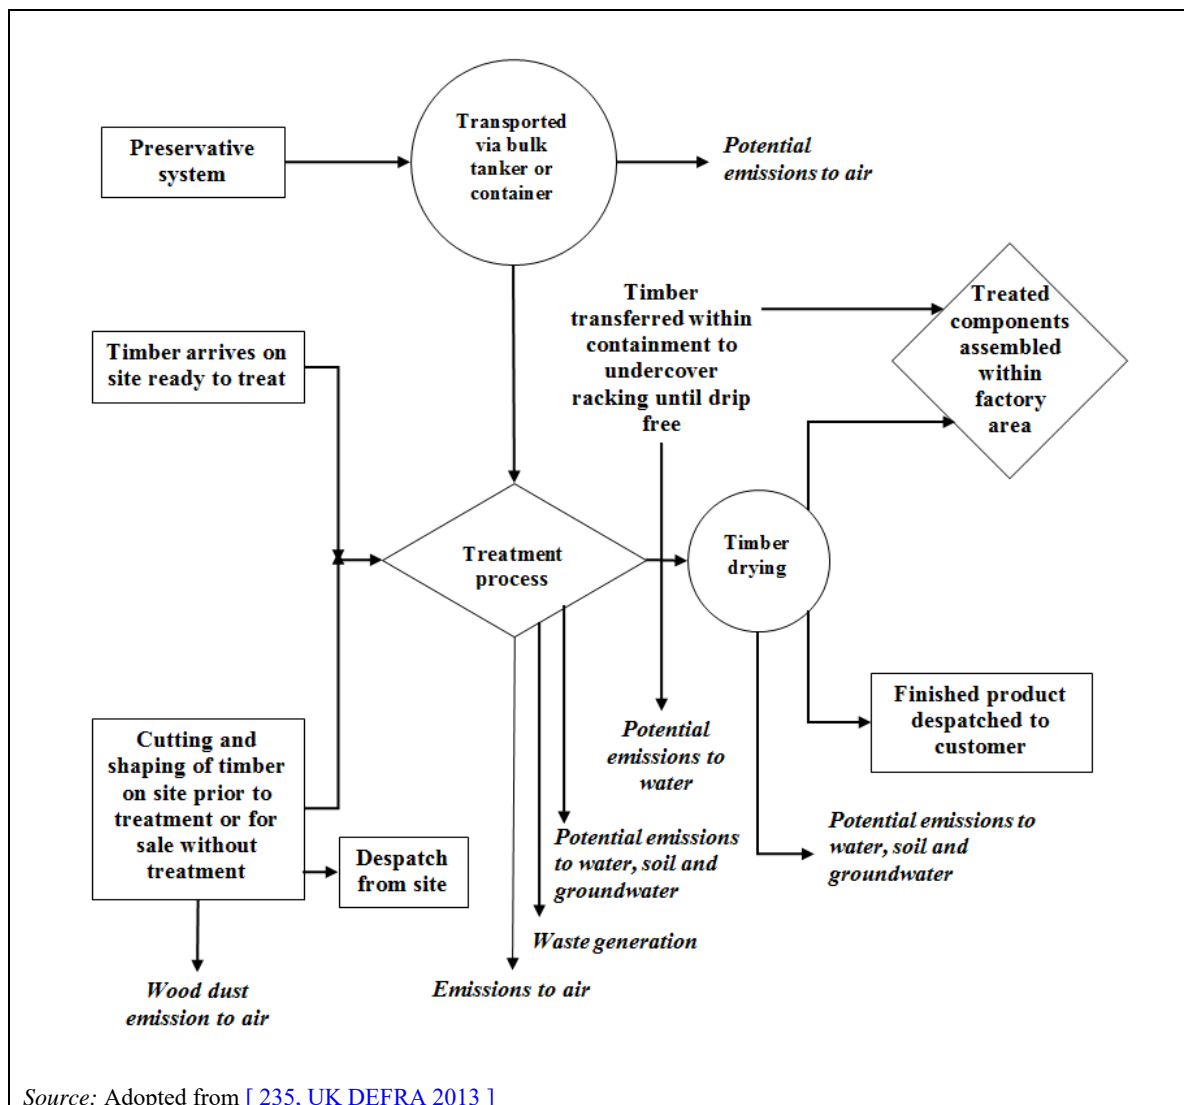 Preservative
system
Transported
via bulk
tanker or
container
Potential
emissions to air
Timber
transferred within
containment to
undercover
racking until drip
free
Treated
components
assembled
within
factory
area
Timber arrives on
site ready to treat
Treatment
process
Timber
drying
Finished product
despatched to
customer
Cutting and
shaping of timber
on site prior to
treatment or for
sale without
treatment
Despatch
from site
Potential
emissions to
water
Potential emissions
to water, soil and
groundwater
Potential emissions to
water, soil and
groundwater
Waste generation
Emissions to air
Wood dust
emission to air
Source: Adopted from [ 235, UK DEFRA 2013 ]